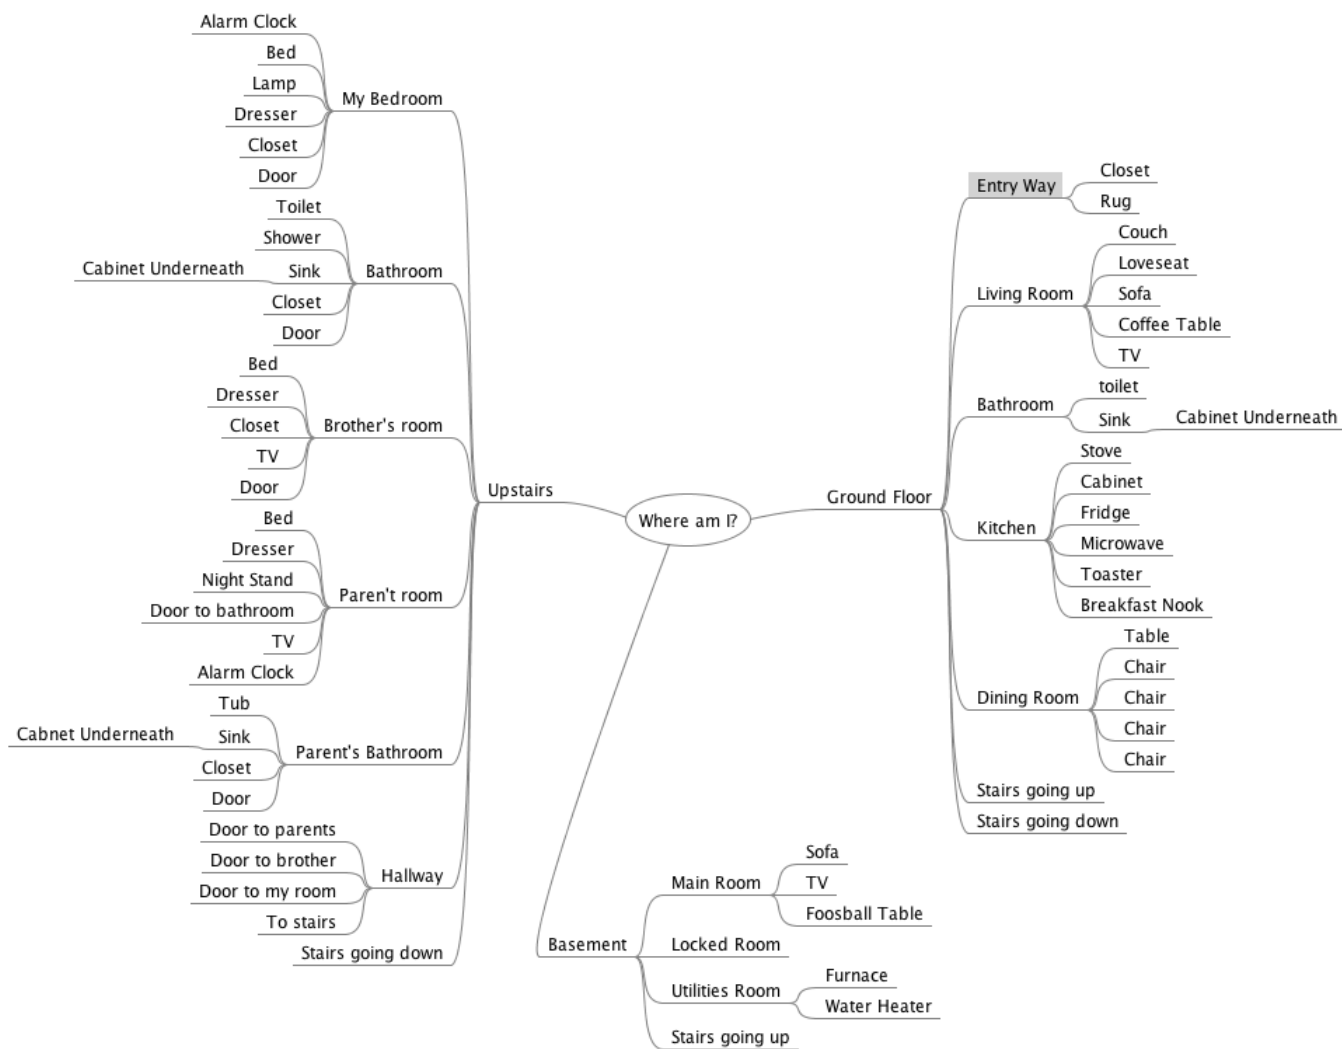 Where am I?
Upstairs
My Bedroom
Alarm Clock
Bed
Lamp
Dresser
Closet
Door
Bathroom
Toilet
Shower
Sink
Cabinet Underneath
Closet
Door
Brother's room
Bed
Dresser
Closet
TV
Door
Paren't room
Bed
Dresser
Night Stand
Door to bathroom
TV
Alarm Clock
Parent's Bathroom
Tub
Sink
Cabnet Underneath
Closet
Door
Hallway
Door to parents
Door to brother
Door to my room
To stairs
Stairs going down
Ground Floor
Entry Way
Closet
Rug
Living Room
Couch
Loveseat
Sofa
Coffee Table
TV
Bathroom
toilet
Sink
Cabinet Underneath
Kitchen
Stove
Cabinet
Fridge
Microwave
Toaster
Breakfast Nook
Dining Room
Table
Chair
Chair
Chair
Chair
Stairs going up
Stairs going down
Basement
Main Room
Sofa
TV
Foosball Table
Locked Room
Utilities Room
Furnace
Water Heater
Stairs going up